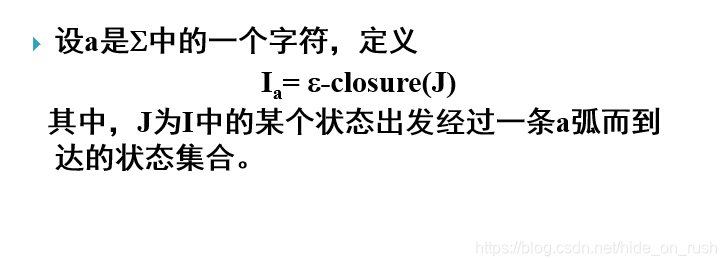 设a是Σ中的一个字符，定义
Iₐ= ε-closure(J)
其中，J为I中的某个状态出发经过一条a弧而到
达的状态集合。
https://blog.csdn.net/hide_on_rush